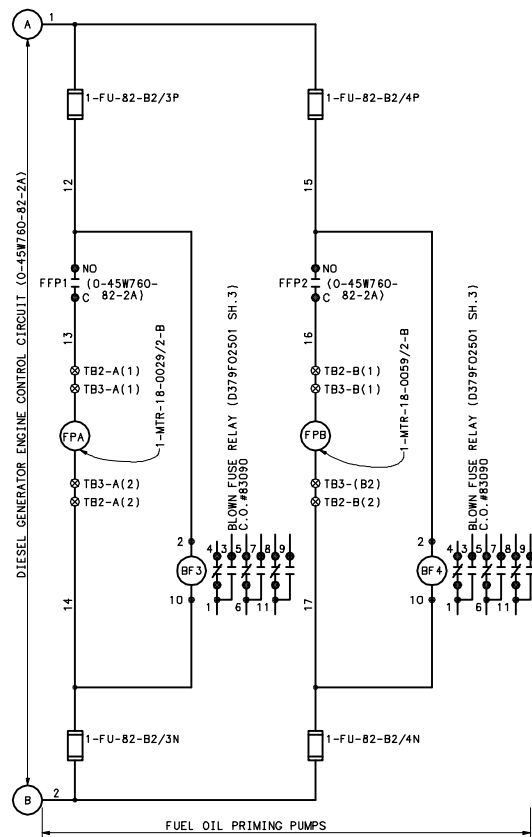 A 1
1-FU-82-B2/3P
1-FU-82-B2/4P
DIESEL GENERATOR ENGINE CONTROL CIRCUIT (0-45W760-82-2A)
12
15
NO
FFP1 (0-45W760-
82-2A)
C
NO
FFP2 (0-45W760-
82-2A)
C
13
16
TB2-A(1)
TB3-A(1)
FPA
1-MTR-18-0029/2-B
TB3-A(2)
TB2-A(2)
BLOWN FUSE RELAY (D379F02501 SH.3)
C.O.#83090
TB2-B(1)
TB3-B(1)
FPB
1-MTR-18-0059/2-B
TB3-(B2)
TB2-B(2)
BLOWN FUSE RELAY (D379F02501 SH.3)
C.O.#83090
2
BF3
10
4 3 5 7 8 9
1 6 11
2
BF4
10
4 3 5 7 8 9
1 6 11
14
17
1-FU-82-B2/3N
1-FU-82-B2/4N
B 2
FUEL OIL PRIMING PUMPS